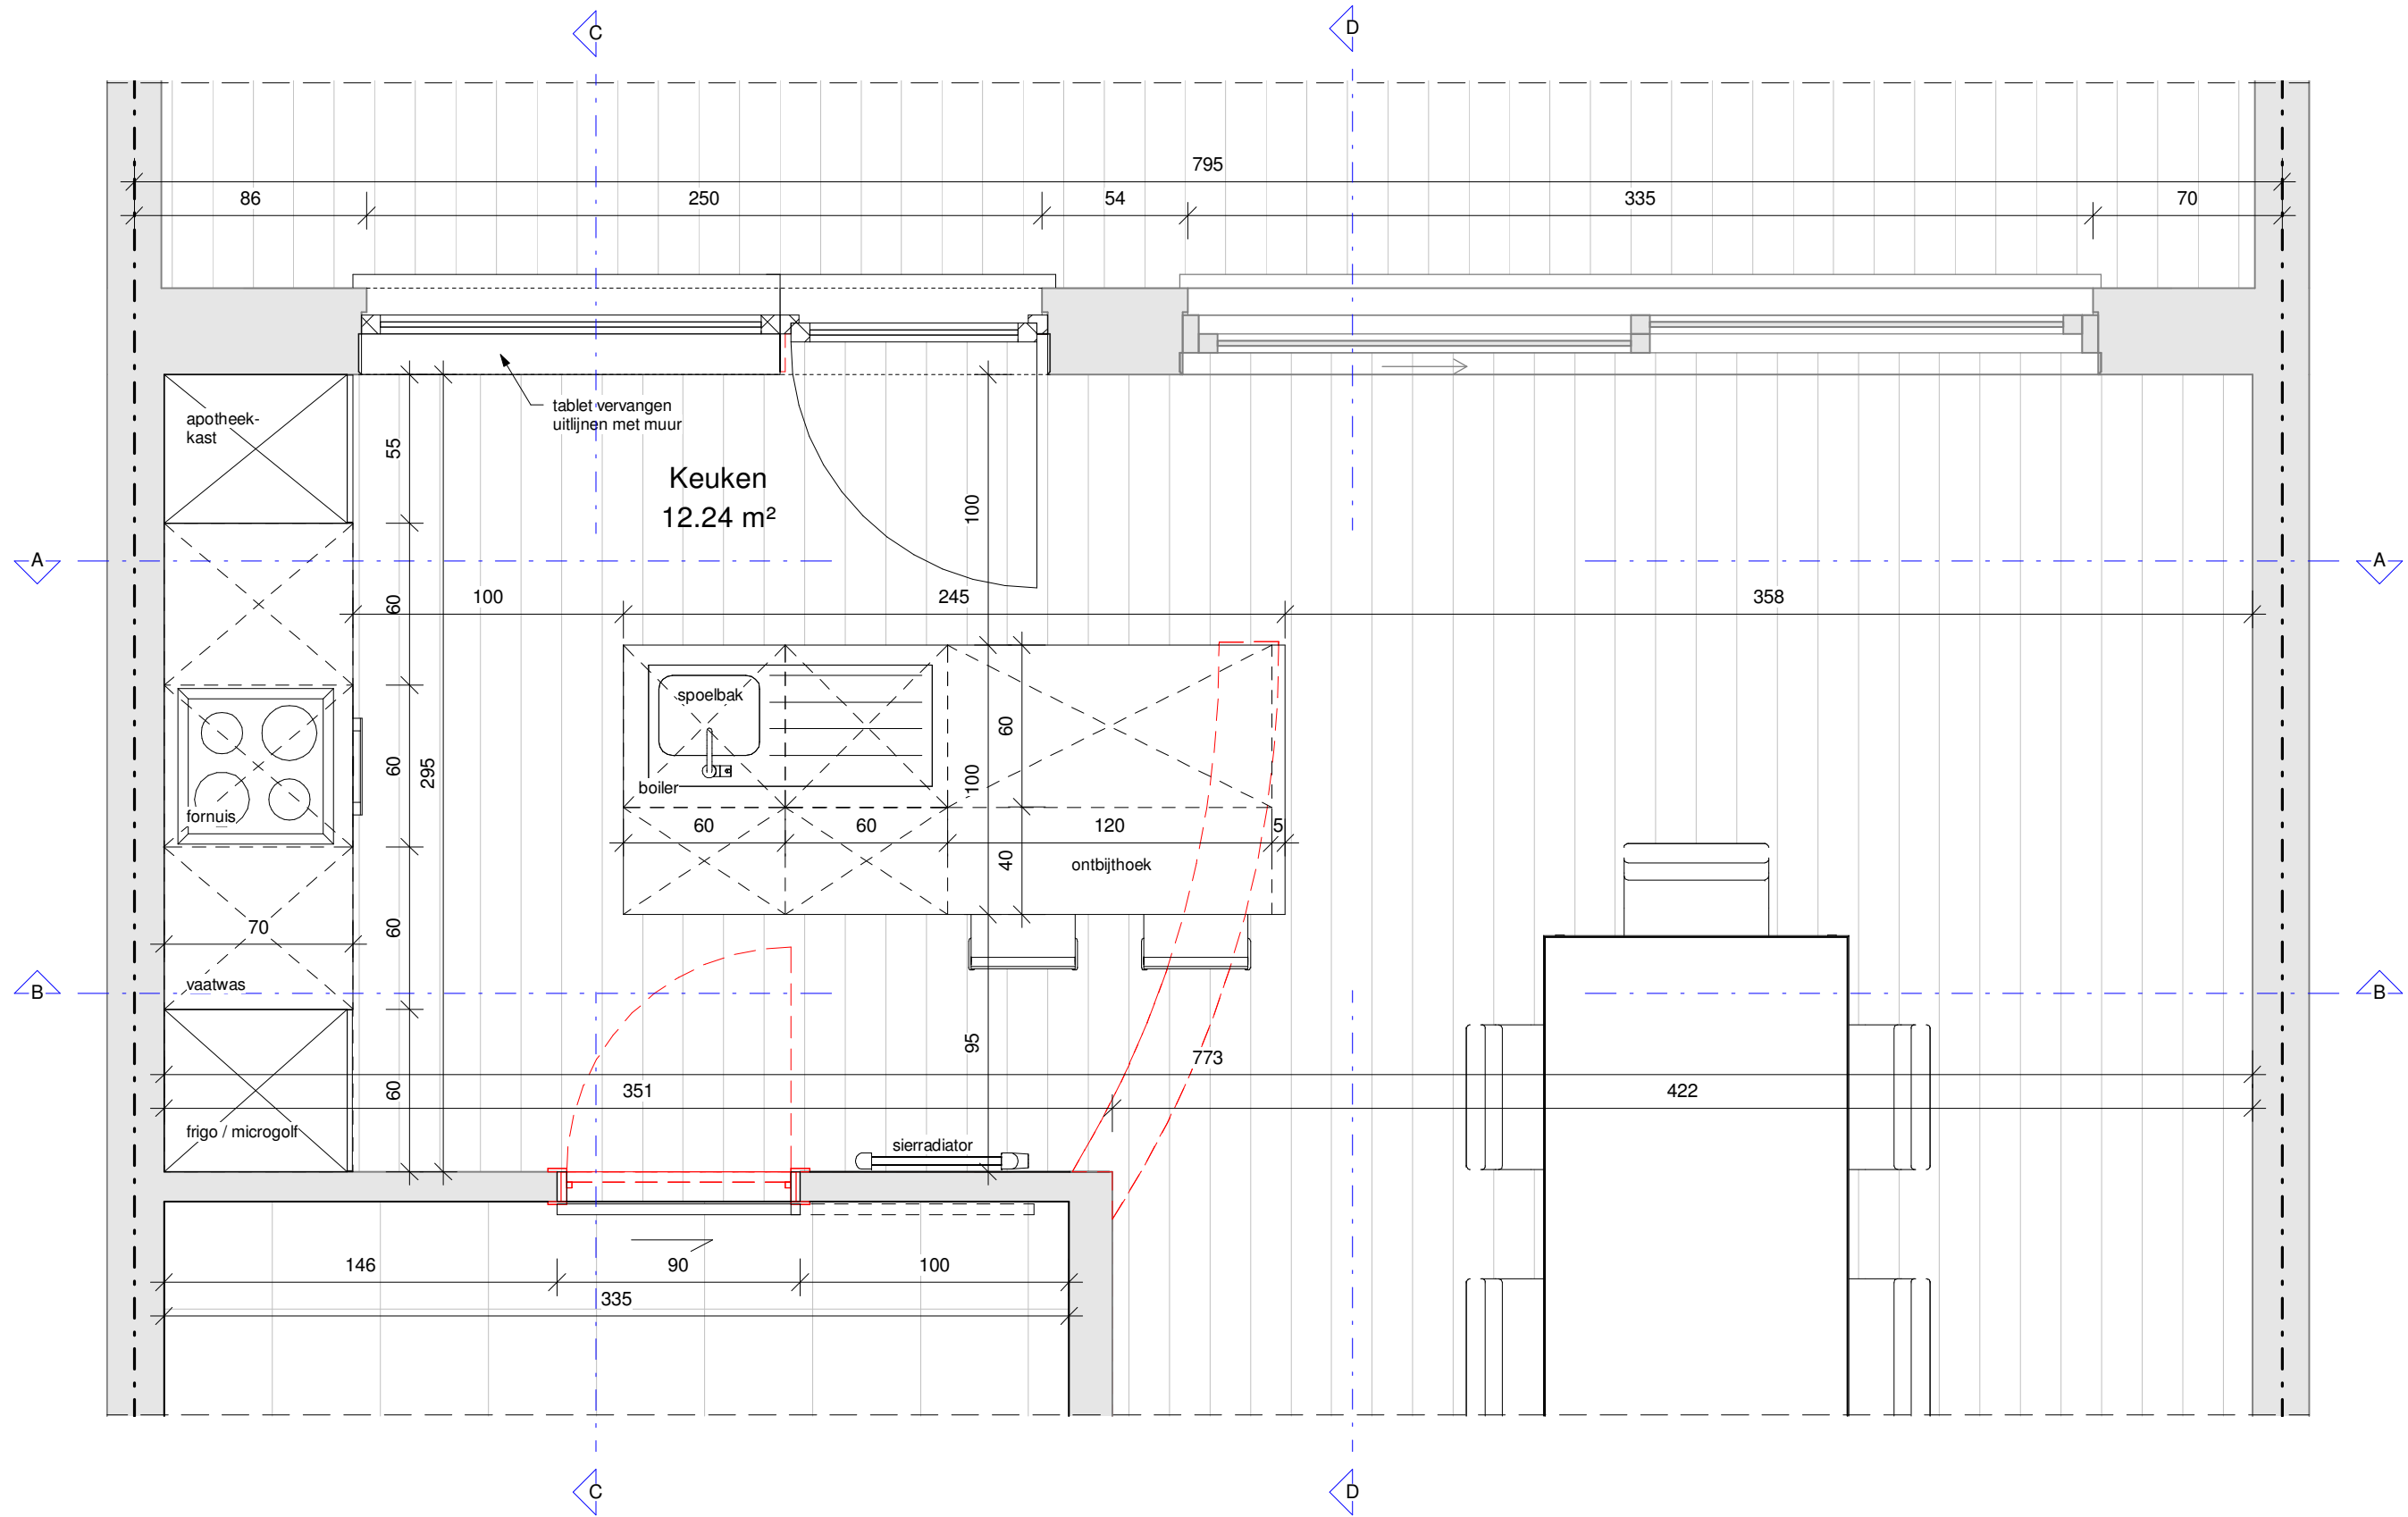 C
D
795
86
250
54
335
70
apotheek-
kast
tablet vervangen
uitlijnen met muur
55
Keuken
12.24 m²
100
A
A
60
100
245
358
spoelbak
60
60
295
100
boiler
fornuis
60
60
120
5
40
ontbijthoek
70
60
vaatwas
B
B
95
773
60
351
422
frigo / microgolf
sierradiator
146
90
100
335
C
D